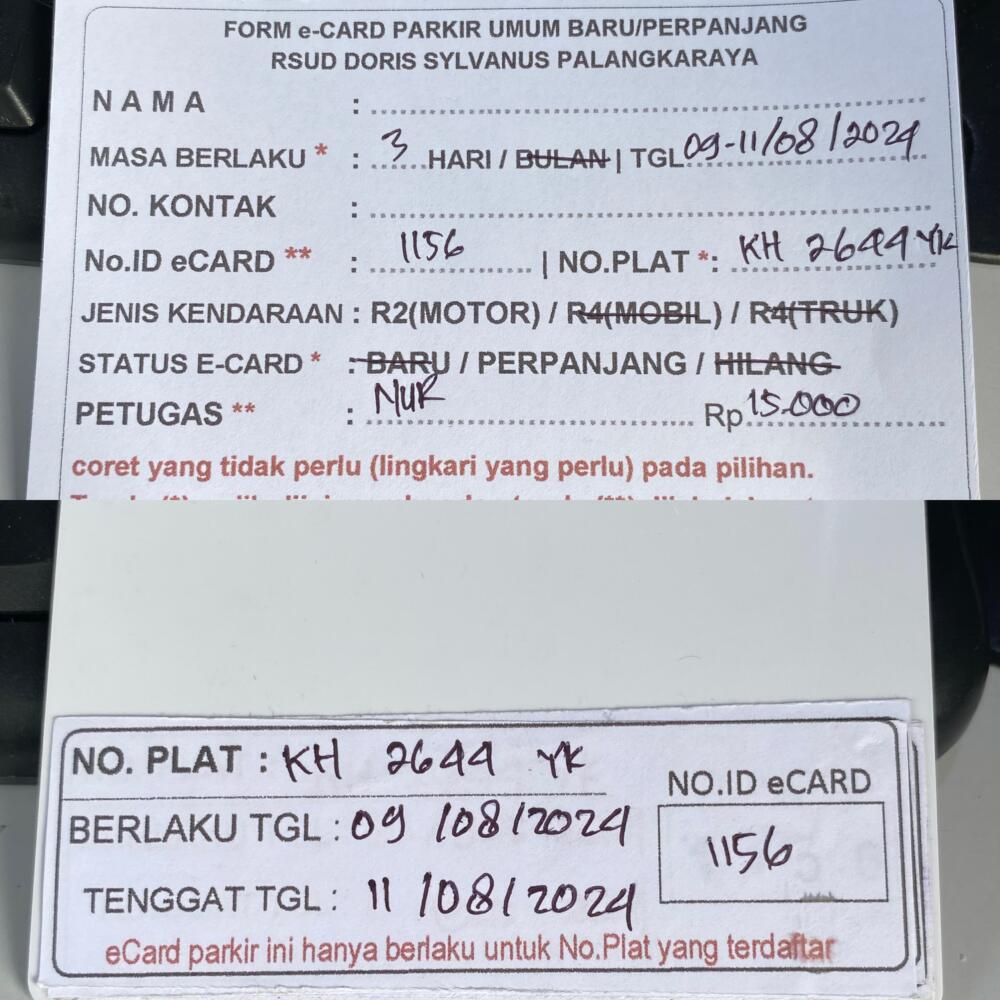 FORM e-CARD PARKIR UMUM BARU/PERPANJANG
RSUD DORIS SYLVANUS PALANGKARAYA
N A M A :
MASA BERLAKU * : 3 HARI / BULAN | TGL 09-11/08/2024
NO. KONTAK :
No.ID eCARD ** : 1156 | NO.PLAT *: KH 2644 YK
JENIS KENDARAAN : R2(MOTOR) / R4(MOBIL) / R4(TRUK)
STATUS E-CARD * : BARU / PERPANJANG / HILANG
PETUGAS ** : NUR Rp 15.000
coret yang tidak perlu (lingkari yang perlu) pada pilihan.
NO. PLAT : KH 2644 YK
NO.ID eCARD
BERLAKU TGL : 09 /08/2024
1156
TENGGAT TGL : 11 /08/2024
eCard parkir ini hanya berlaku untuk No.Plat yang terdaftar